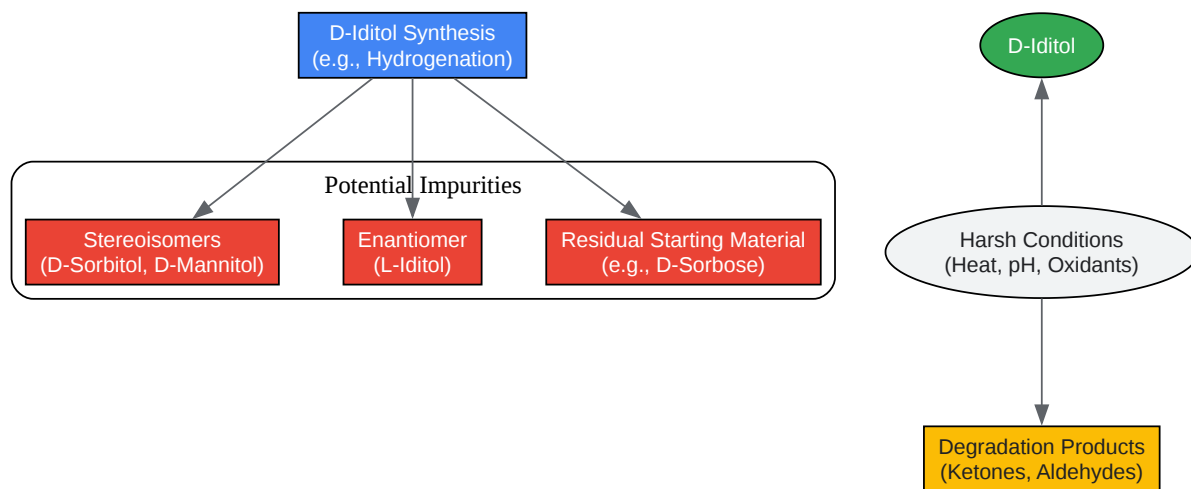 D-Iditol Synthesis
(e.g., Hydrogenation)
Potential Impurities
Stereoisomers
(D-Sorbitol, D-Mannitol)
Enantiomer
(L-Iditol)
Residual Starting Material
(e.g., D-Sorbose)
D-Iditol
Harsh Conditions
(Heat, pH, Oxidants)
Degradation Products
(Ketones, Aldehydes)